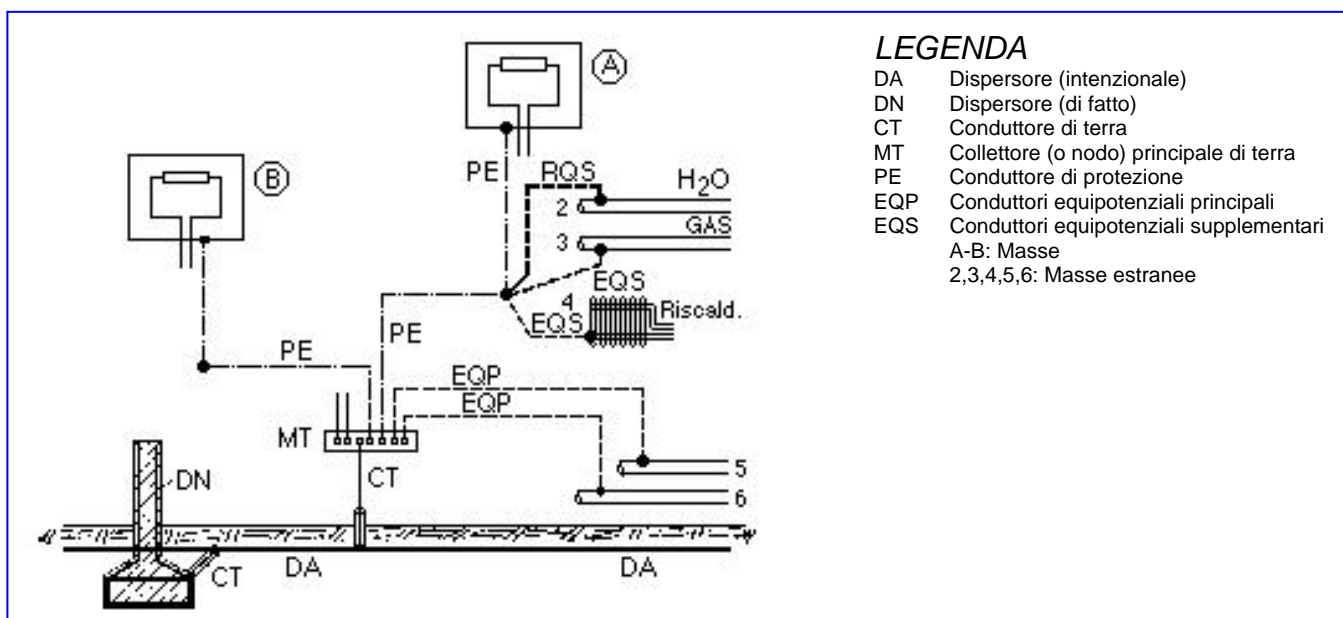 LEGENDA
DA Dispersore (intenzionale)
DN Dispersore (di fatto)
CT Conduttore di terra
MT Collettore (o nodo) principale di terra
PE Conduttore di protezione
EQP Conduttori equipotenziali principali
EQS Conduttori equipotenziali supplementari
A-B: Masse
2,3,4,5,6: Masse estranee
A
B
PE
RQS
H2O
2
GAS
3
EQS
4
Riscald.
EQS
PE
PE
EQP
EQP
MT
CT
5
6
DN
CT
DA
DA